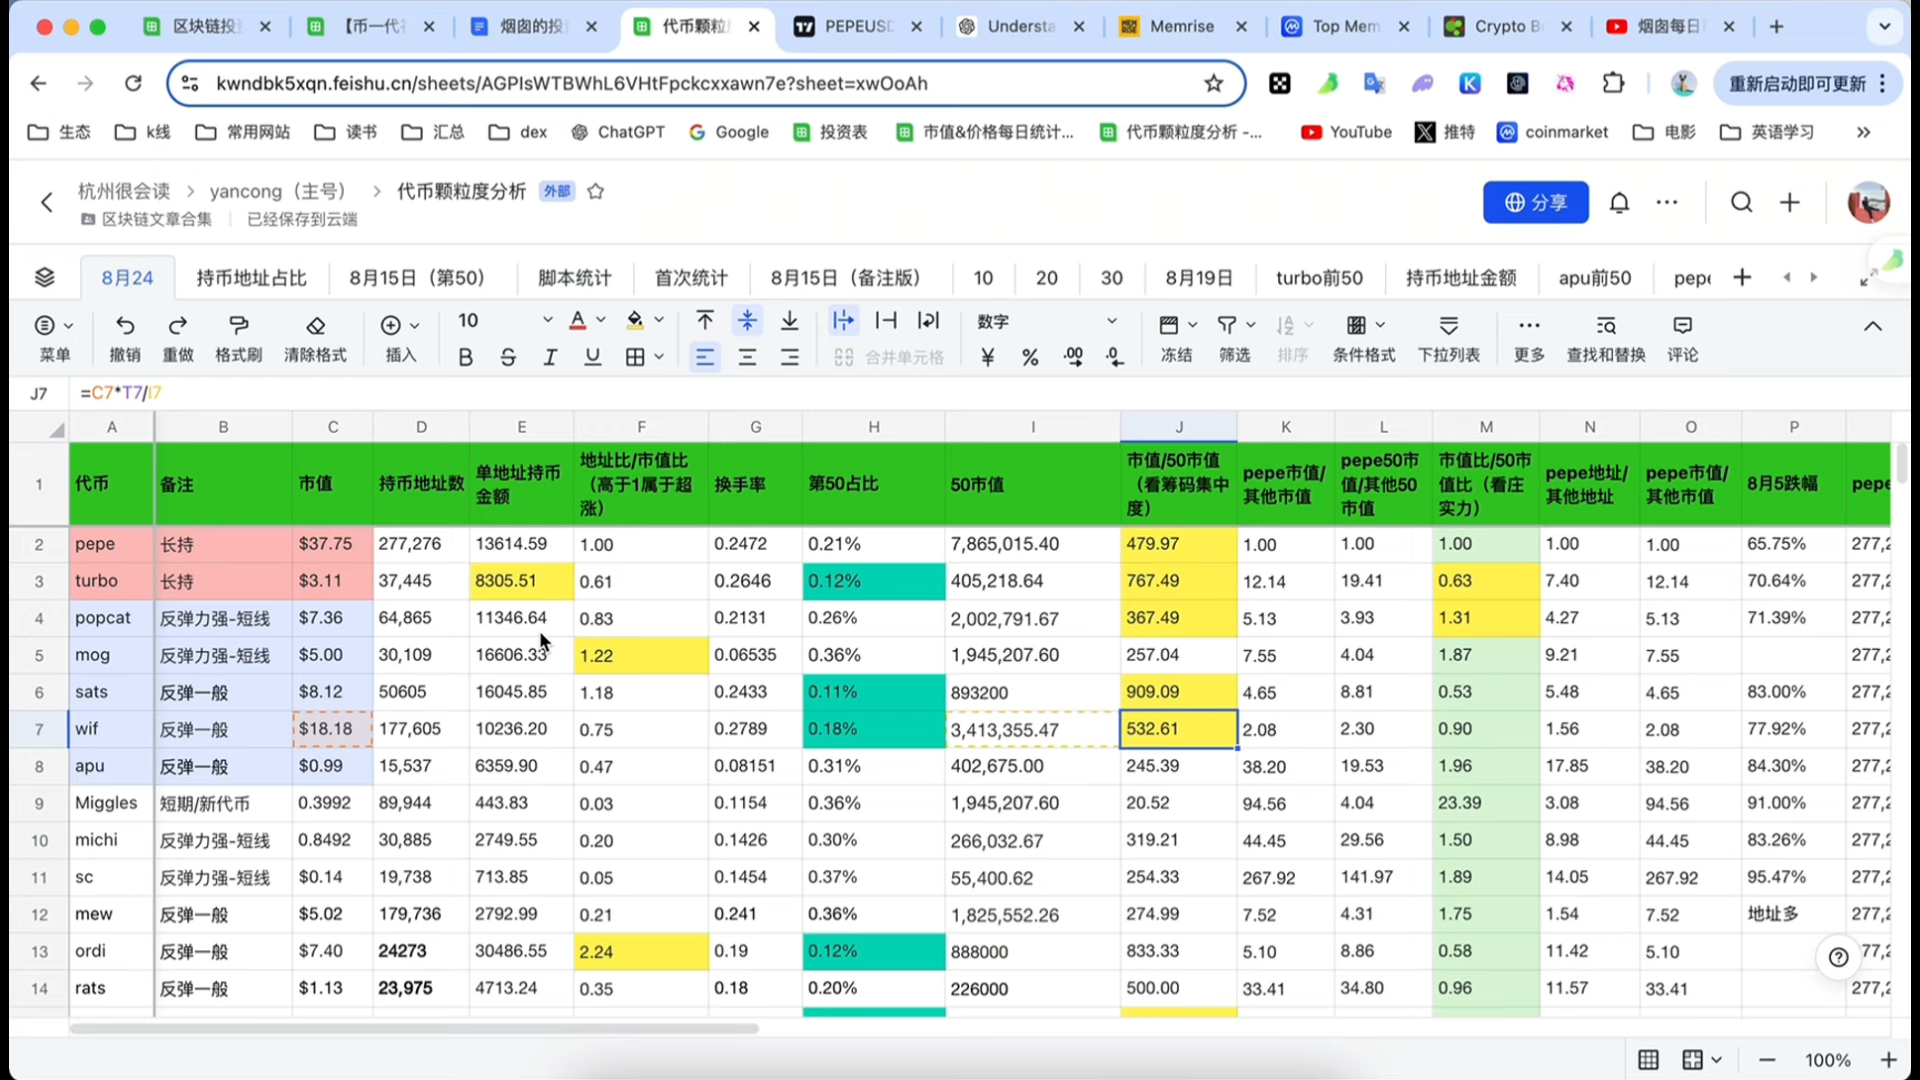 区块链投
【币一代
烟囱的投
代币颗粒
PEPEUSD
Understa
Memrise
Top Mem
Crypto B
烟囱每日
kwndbk5xqn.feishu.cn/sheets/AGPIsWTBWhL6VHtFpckcxxawn7e?sheet=xwOoAh
重新启动即可更新
生态 k线 常用网站 读书 汇总 dex ChatGPT Google 投资表 市值&价格每日统计... 代币颗粒度分析 -... YouTube 推特 coinmarket 电影 英语学习
杭州很会读 yancong（主号） 代币颗粒度分析 外部
区块链文章合集 已经保存到云端
分享
8月24 持币地址占比 8月15日（第50） 脚本统计 首次统计 8月15日（备注版） 10 20 30 8月19日 turbo前50 持币地址金额 apu前50 pepe
10 数字
菜单 撤销 重做 格式刷 清除格式 插入 合并单元格 冻结 筛选 排序 条件格式 下拉列表 更多 查找和替换 评论
J7 =C7*T7/I7
A B C D E F G H I J K L M N O P
1 代币 备注 市值 持币地址数 单地址持币金额 地址比/市值比（高于1属于超涨） 换手率 第50占比 50市值 市值/50市值（看筹码集中度） pepe市值/其他市值 pepe50市值/其他50市值 市值比/50市值比（看庄实力） pepe地址/其他地址 pepe市值/其他市值 8月5跌幅 pepe
2 pepe 长持 $37.75 277,276 13614.59 1.00 0.2472 0.21% 7,865,015.40 479.97 1.00 1.00 1.00 1.00 1.00 65.75% 277,2
3 turbo 长持 $3.11 37,445 8305.51 0.61 0.2646 0.12% 405,218.64 767.49 12.14 19.41 0.63 7.40 12.14 70.64% 277,2
4 popcat 反弹力强-短线 $7.36 64,865 11346.64 0.83 0.2131 0.26% 2,002,791.67 367.49 5.13 3.93 1.31 4.27 5.13 71.39% 277,2
5 mog 反弹力强-短线 $5.00 30,109 16606.33 1.22 0.06535 0.36% 1,945,207.60 257.04 7.55 4.04 1.87 9.21 7.55 277,2
6 sats 反弹一般 $8.12 50605 16045.85 1.18 0.2433 0.11% 893200 909.09 4.65 8.81 0.53 5.48 4.65 83.00% 277,2
7 wif 反弹一般 $18.18 177,605 10236.20 0.75 0.2789 0.18% 3,413,355.47 532.61 2.08 2.30 0.90 1.56 2.08 77.92% 277,2
8 apu 反弹一般 $0.99 15,537 6359.90 0.47 0.08151 0.31% 402,675.00 245.39 38.20 19.53 1.96 17.85 38.20 84.30% 277,2
9 Miggles 短期/新代币 0.3992 89,944 443.83 0.03 0.1154 0.36% 1,945,207.60 20.52 94.56 4.04 23.39 3.08 94.56 91.00% 277,2
10 michi 反弹力强-短线 0.8492 30,885 2749.55 0.20 0.1426 0.30% 266,032.67 319.21 44.45 29.56 1.50 8.98 44.45 83.26% 277,2
11 sc 反弹力强-短线 $0.14 19,738 713.85 0.05 0.1454 0.37% 55,400.62 254.33 267.92 141.97 1.89 14.05 267.92 95.47% 277,2
12 mew 反弹一般 $5.02 179,736 2792.99 0.21 0.241 0.36% 1,825,552.26 274.99 7.52 4.31 1.75 1.54 7.52 地址多 277,2
13 ordi 反弹一般 $7.40 24273 30486.55 2.24 0.19 0.12% 888000 833.33 5.10 8.86 0.58 11.42 5.10 77,2
14 rats 反弹一般 $1.13 23,975 4713.24 0.35 0.18 0.20% 226000 500.00 33.41 34.80 0.96 11.57 33.41 277,2
100%